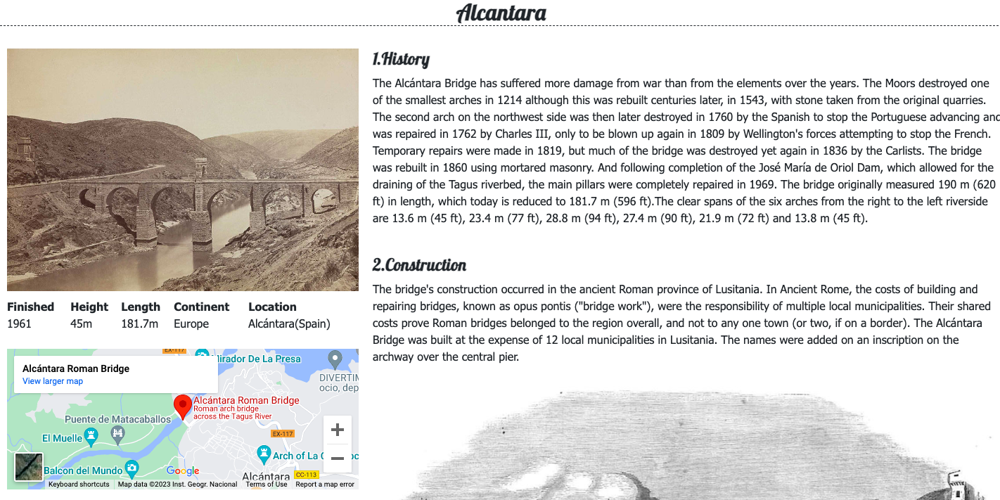 Alcantara
1.History
The Alcántara Bridge has suffered more damage from war than from the elements over the years. The Moors destroyed one
of the smallest arches in 1214 although this was rebuilt centuries later, in 1543, with stone taken from the original quarries.
The second arch on the northwest side was then later destroyed in 1760 by the Spanish to stop the Portuguese advancing and
was repaired in 1762 by Charles III, only to be blown up again in 1809 by Wellington's forces attempting to stop the French.
Temporary repairs were made in 1819, but much of the bridge was destroyed yet again in 1836 by the Carlists. The bridge
was rebuilt in 1860 using mortared masonry. And following completion of the José María de Oriol Dam, which allowed for the
draining of the Tagus riverbed, the main pillars were completely repaired in 1969. The bridge originally measured 190 m (620
ft) in length, which today is reduced to 181.7 m (596 ft).The clear spans of the six arches from the right to the left riverside
are 13.6 m (45 ft), 23.4 m (77 ft), 28.8 m (94 ft), 27.4 m (90 ft), 21.9 m (72 ft) and 13.8 m (45 ft).
2.Construction
The bridge's construction occurred in the ancient Roman province of Lusitania. In Ancient Rome, the costs of building and
repairing bridges, known as opus pontis ("bridge work"), were the responsibility of multiple local municipalities. Their shared
costs prove Roman bridges belonged to the region overall, and not to any one town (or two, if on a border). The Alcántara
Bridge was built at the expense of 12 local municipalities in Lusitania. The names were added on an inscription on the
archway over the central pier.
Finished Height Length Continent Location
1961 45m 181.7m Europe Alcántara(Spain)
EX-117
Mirador De La Presa
Alcántara Roman Bridge
View larger map
DIVERTIM
ocio, dep
Alcántara Roman Bridge
Roman arch bridge
across the Tagus River
Puente de Matacaballos
El Muelle
EX-117
Arch of La
Balcon del Mundo
Google
Alcántara
CC-113
Keyboard shortcuts Map data ©2023 Inst. Geogr. Nacional Terms of Use Report a map error